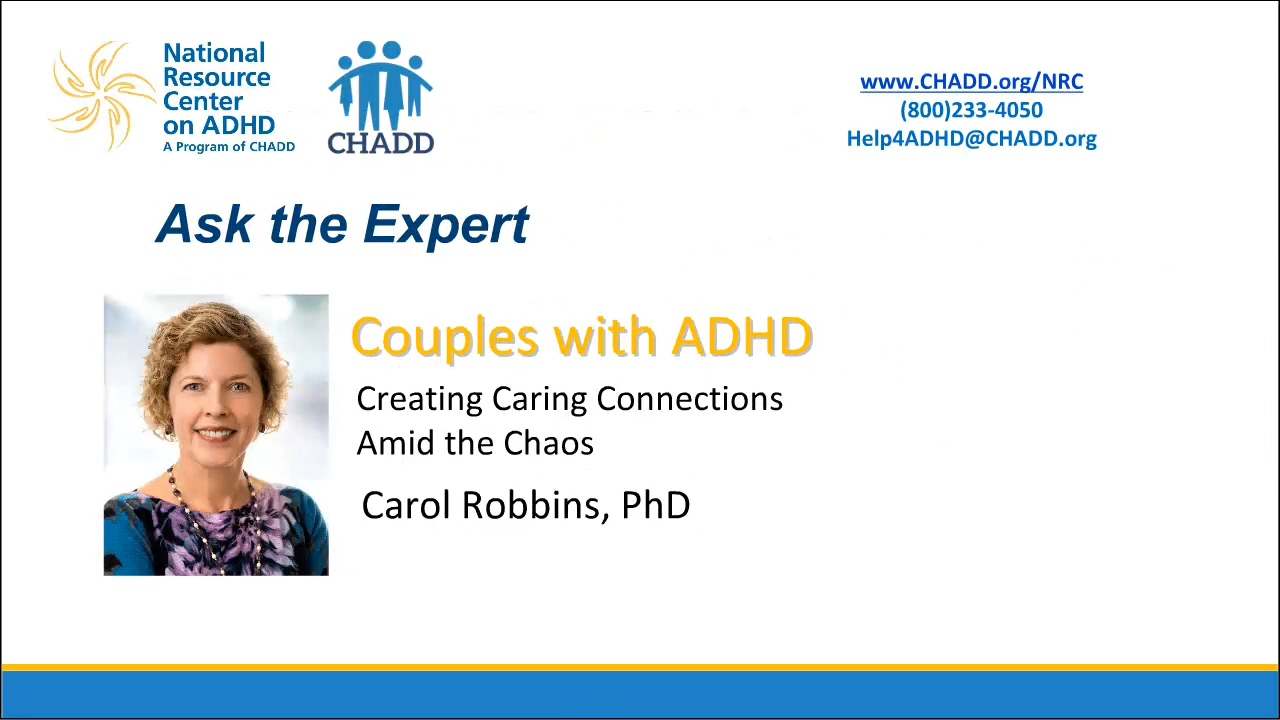 National
Resource
Center
on ADHD
A Program of CHADD
CHADD
www.CHADD.org/NRC
(800)233-4050
Help4ADHD@CHADD.org
Ask the Expert
Couples with ADHD
Creating Caring Connections
Amid the Chaos
Carol Robbins, PhD